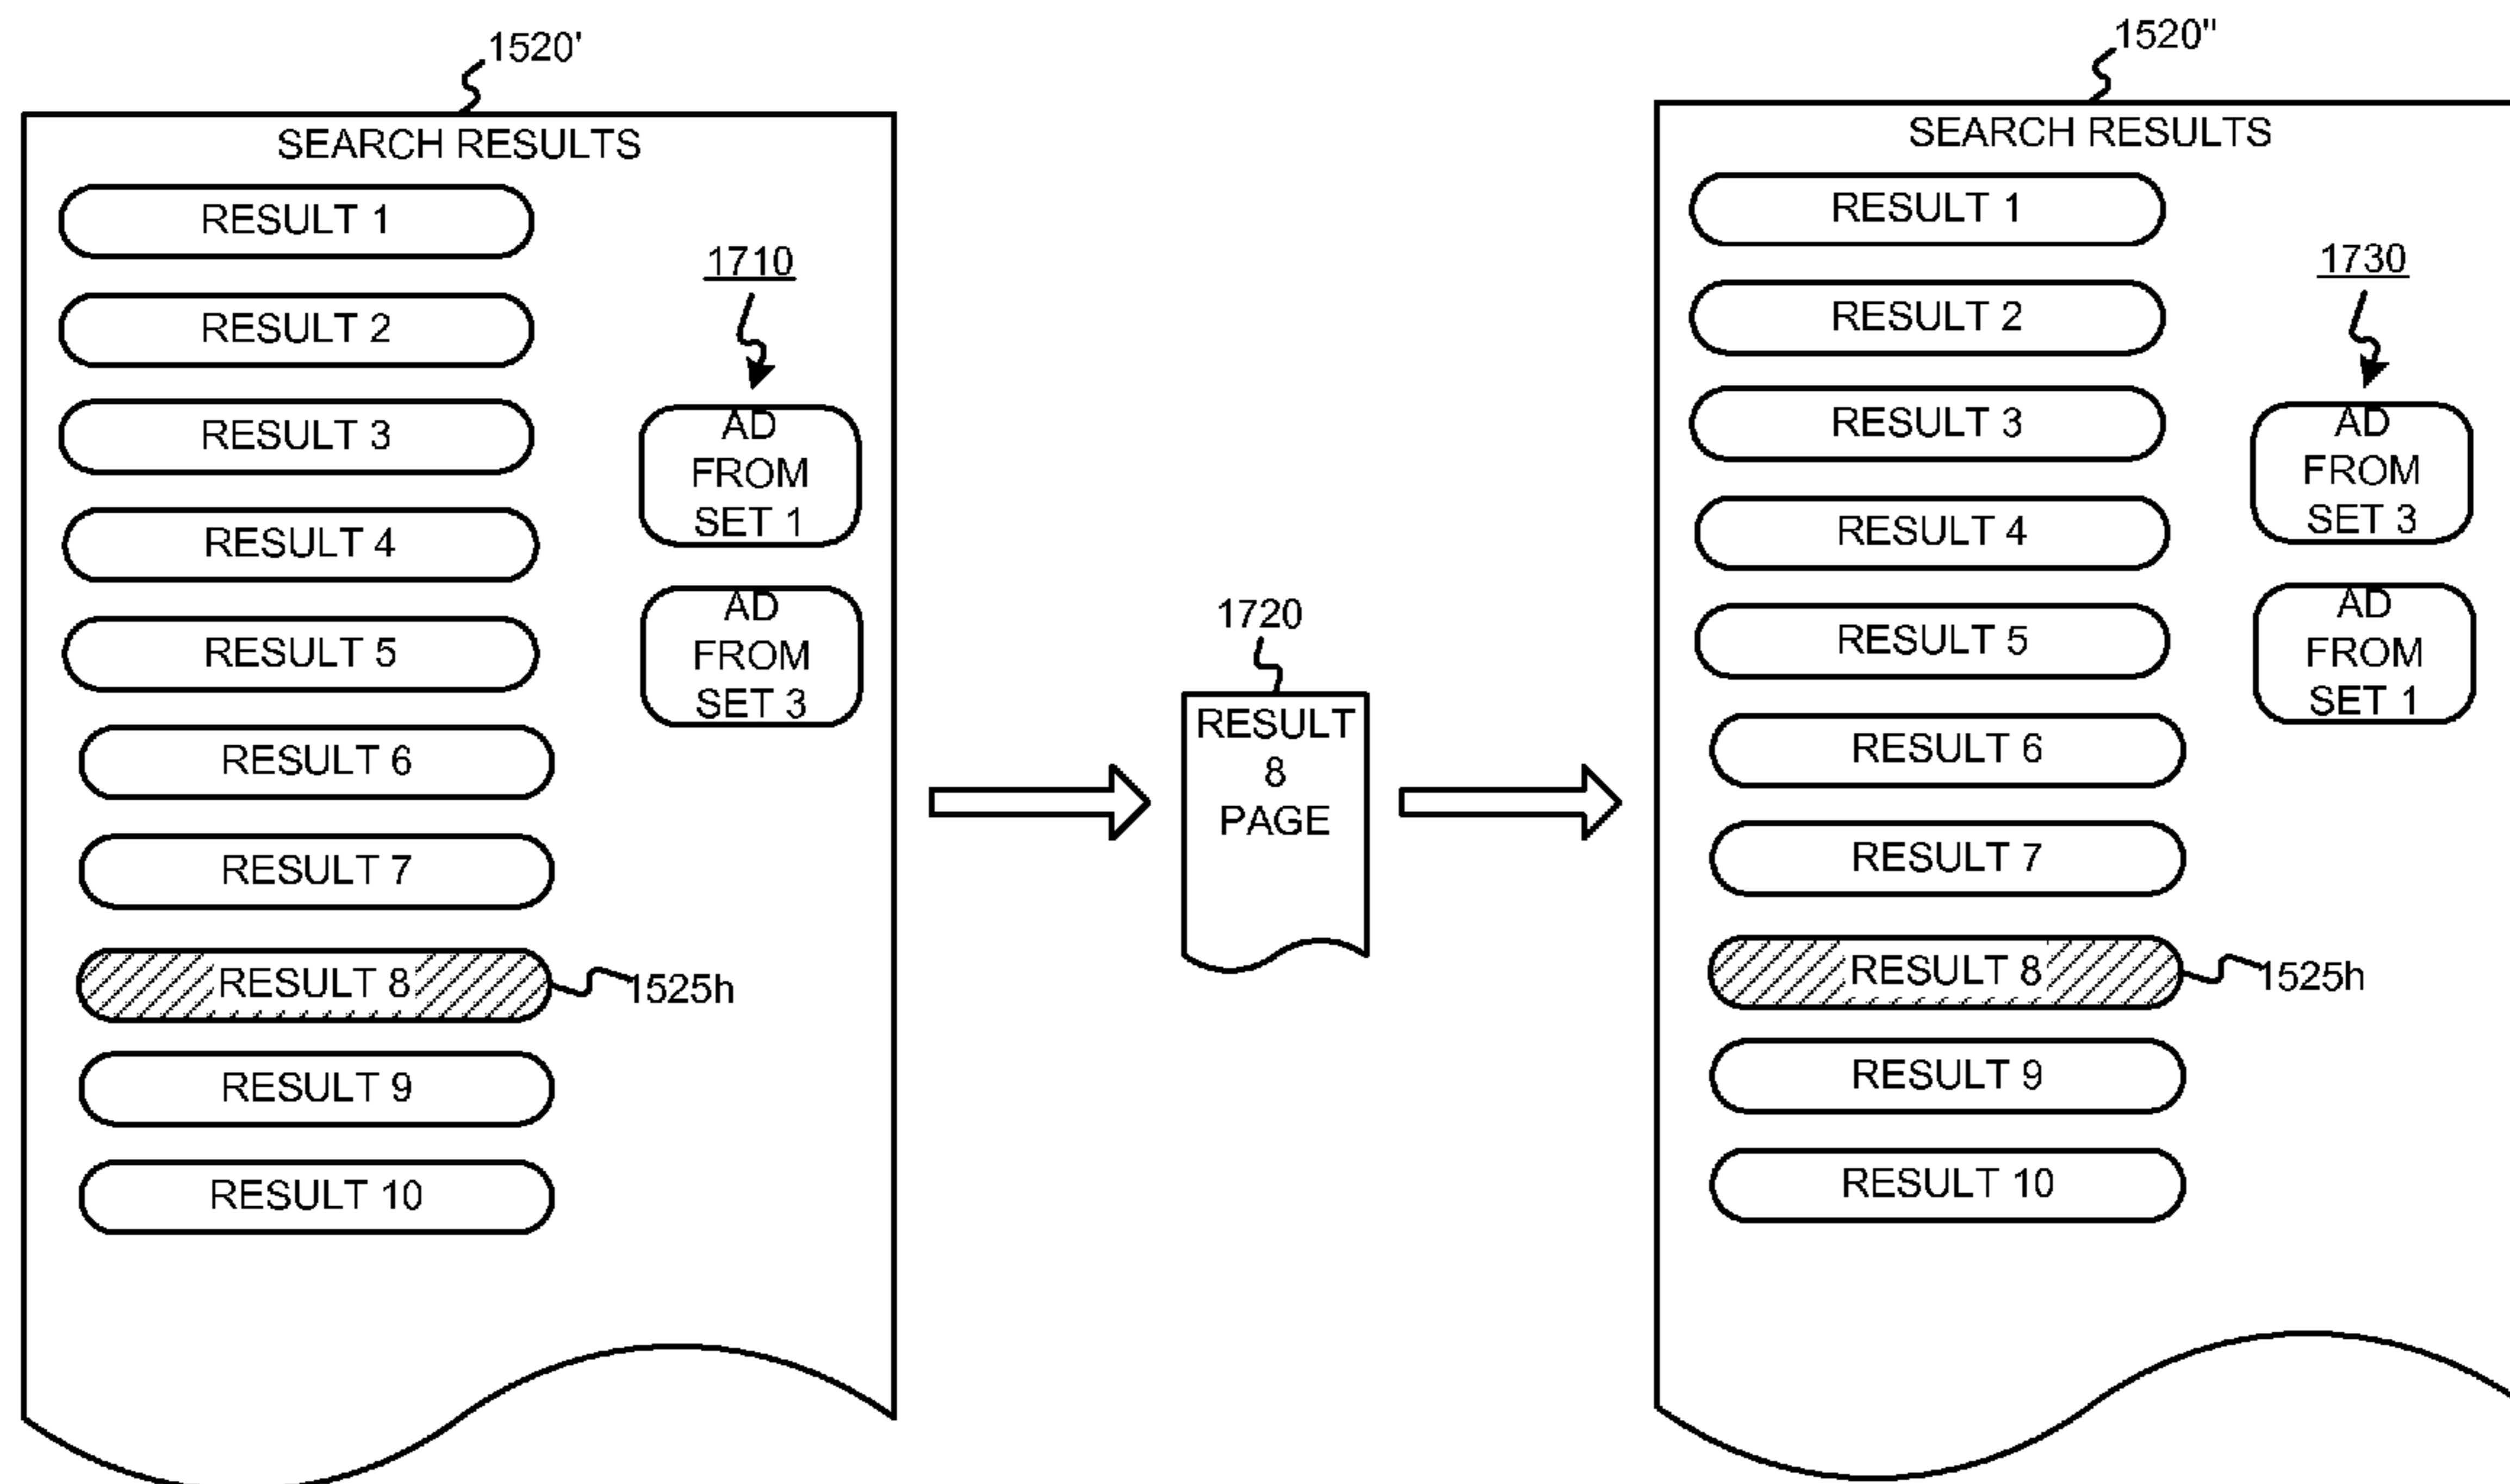 1520'
SEARCH RESULTS
RESULT 1
RESULT 2
RESULT 3
RESULT 4
RESULT 5
RESULT 6
RESULT 7
RESULT 8
1525h
RESULT 9
RESULT 10
1710
AD
FROM
SET 1
AD
FROM
SET 3
1720
RESULT
8
PAGE
1520"
SEARCH RESULTS
RESULT 1
RESULT 2
RESULT 3
RESULT 4
RESULT 5
RESULT 6
RESULT 7
RESULT 8
1525h
RESULT 9
RESULT 10
1730
AD
FROM
SET 3
AD
FROM
SET 1